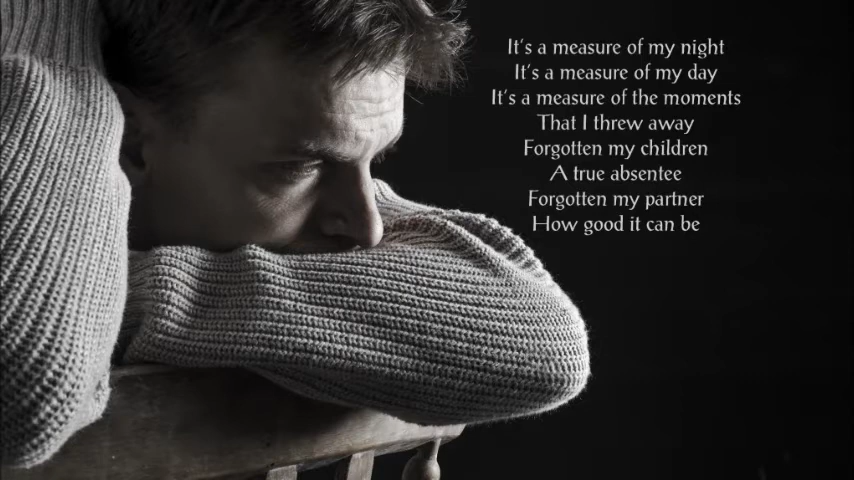 It's a measure of my night
It's a measure of my day
It's a measure of the moments
That I threw away
Forgotten my children
A true absentee
Forgotten my partner
How good it can be